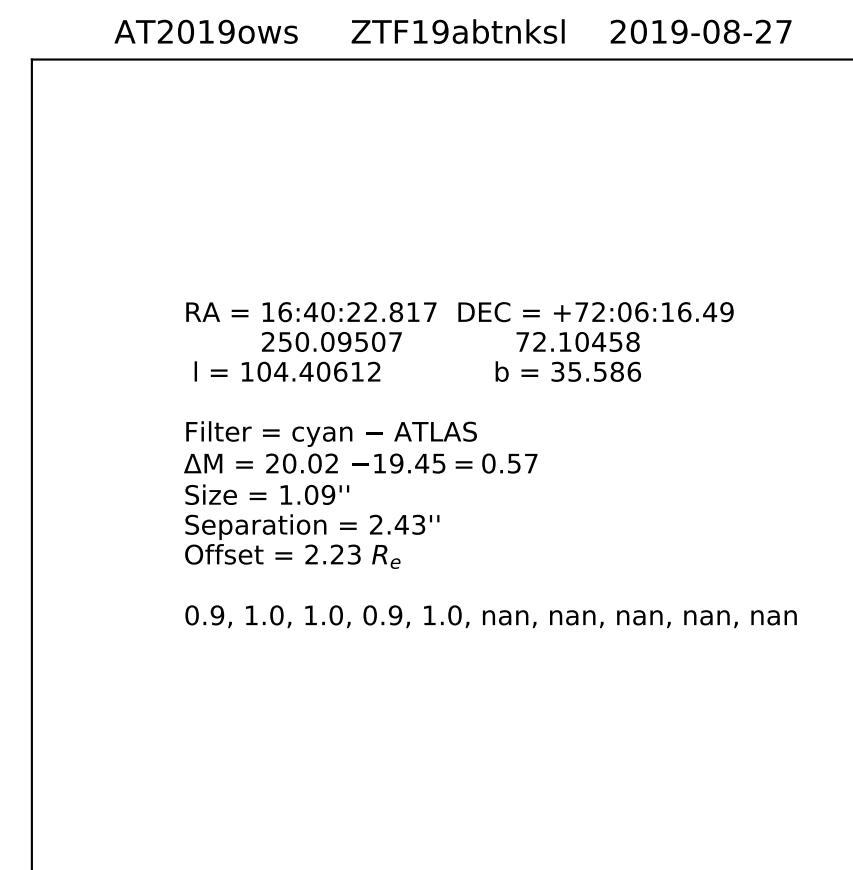 AT2019ows ZTF19abtnksl 2019-08-27
RA = 16:40:22.817 DEC = +72:06:16.49
250.09507 72.10458
l = 104.40612 b = 35.586
Filter = cyan − ATLAS
ΔM = 20.02 −19.45 = 0.57
Size = 1.09''
Separation = 2.43''
Offset = 2.23 Re
0.9, 1.0, 1.0, 0.9, 1.0, nan, nan, nan, nan, nan